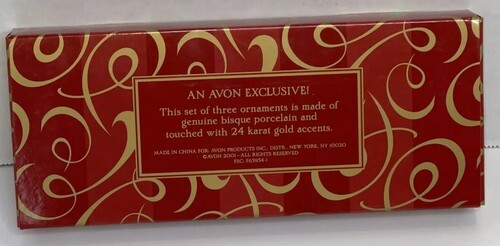 AN AVON EXCLUSIVE!
This set of three ornaments is made of
genuine bisque porcelain and
touched with 24 karat gold accents.
MADE IN CHINA FOR: AVON PRODUCTS INC., DISTR., NEW YORK, NY 10020
©AVON 2001 - ALL RIGHTS RESERVED